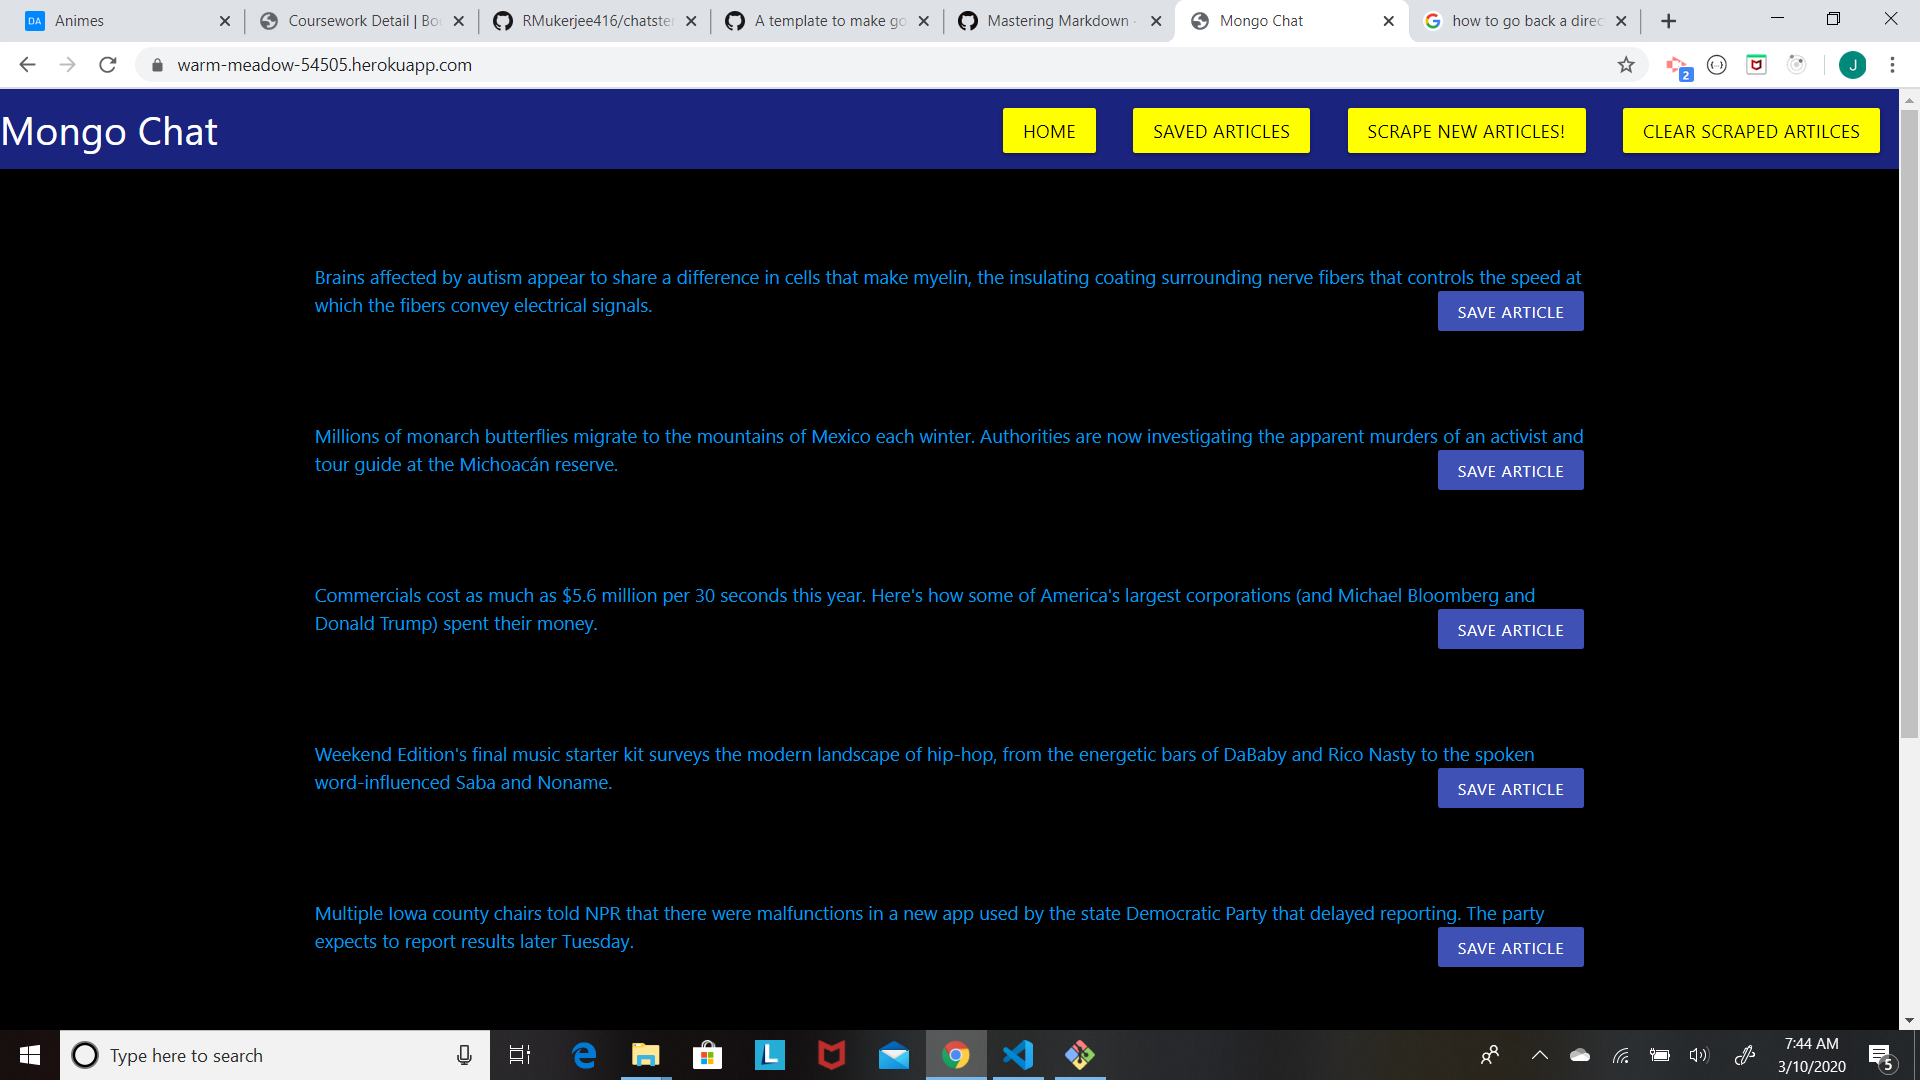 DA Animes
Coursework Detail | Bo
RMukerjee416/chatster
A template to make go
Mastering Markdown ·
Mongo Chat
how to go back a direc
warm-meadow-54505.herokuapp.com
2
J
Mongo Chat
HOME
SAVED ARTICLES
SCRAPE NEW ARTICLES!
CLEAR SCRAPED ARTILCES
Brains affected by autism appear to share a difference in cells that make myelin, the insulating coating surrounding nerve fibers that controls the speed at
which the fibers convey electrical signals.
SAVE ARTICLE
Millions of monarch butterflies migrate to the mountains of Mexico each winter. Authorities are now investigating the apparent murders of an activist and
tour guide at the Michoacán reserve.
SAVE ARTICLE
Commercials cost as much as $5.6 million per 30 seconds this year. Here's how some of America's largest corporations (and Michael Bloomberg and
Donald Trump) spent their money.
SAVE ARTICLE
Weekend Edition's final music starter kit surveys the modern landscape of hip-hop, from the energetic bars of DaBaby and Rico Nasty to the spoken
word-influenced Saba and Noname.
SAVE ARTICLE
Multiple Iowa county chairs told NPR that there were malfunctions in a new app used by the state Democratic Party that delayed reporting. The party
expects to report results later Tuesday.
SAVE ARTICLE
Type here to search
L
7:44 AM
3/10/2020
5